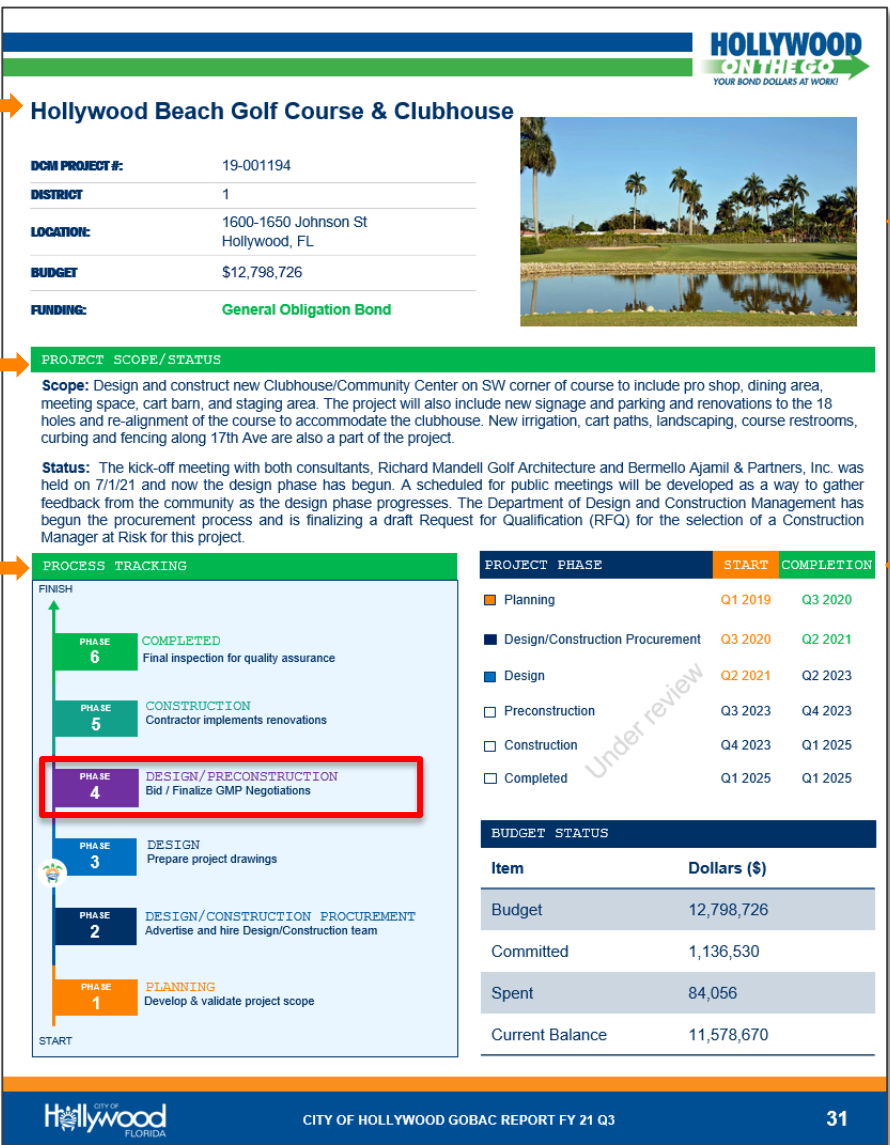 HOLLYWOOD
ON THE GO
YOUR BOND DOLLARS AT WORK!
Hollywood Beach Golf Course & Clubhouse
DCM PROJECT #: 19-001194
DISTRICT 1
LOCATION: 1600-1650 Johnson St
Hollywood, FL
BUDGET $12,798,726
FUNDING: General Obligation Bond
PROJECT SCOPE/STATUS
Scope: Design and construct new Clubhouse/Community Center on SW corner of course to include pro shop, dining area,
meeting space, cart barn, and staging area. The project will also include new signage and parking and renovations to the 18
holes and re-alignment of the course to accommodate the clubhouse. New irrigation, cart paths, landscaping, course restrooms,
curbing and fencing along 17th Ave are also a part of the project.
Status: The kick-off meeting with both consultants, Richard Mandell Golf Architecture and Bermello Ajamil & Partners, Inc. was
held on 7/1/21 and now the design phase has begun. A scheduled for public meetings will be developed as a way to gather
feedback from the community as the design phase progresses. The Department of Design and Construction Management has
begun the procurement process and is finalizing a draft Request for Qualification (RFQ) for the selection of a Construction
Manager at Risk for this project.
PROCESS TRACKING
FINISH
PHASE
6
COMPLETED
Final inspection for quality assurance
PHASE
5
CONSTRUCTION
Contractor implements renovations
PHASE
4
DESIGN/PRECONSTRUCTION
Bid / Finalize GMP Negotiations
PHASE
3
DESIGN
Prepare project drawings
PHASE
2
DESIGN/CONSTRUCTION PROCUREMENT
Advertise and hire Design/Construction team
PHASE
1
PLANNING
Develop & validate project scope
START
PROJECT PHASE START COMPLETION
Planning Q1 2019 Q3 2020
Design/Construction Procurement Q3 2020 Q2 2021
Design Q2 2021 Q2 2023
Preconstruction Q3 2023 Q4 2023
Construction Q4 2023 Q1 2025
Completed Q1 2025 Q1 2025
Under review
BUDGET STATUS
Item Dollars ($)
Budget 12,798,726
Committed 1,136,530
Spent 84,056
Current Balance 11,578,670
CITY OF
Hollywood
FLORIDA
CITY OF HOLLYWOOD GOBAC REPORT FY 21 Q3
31